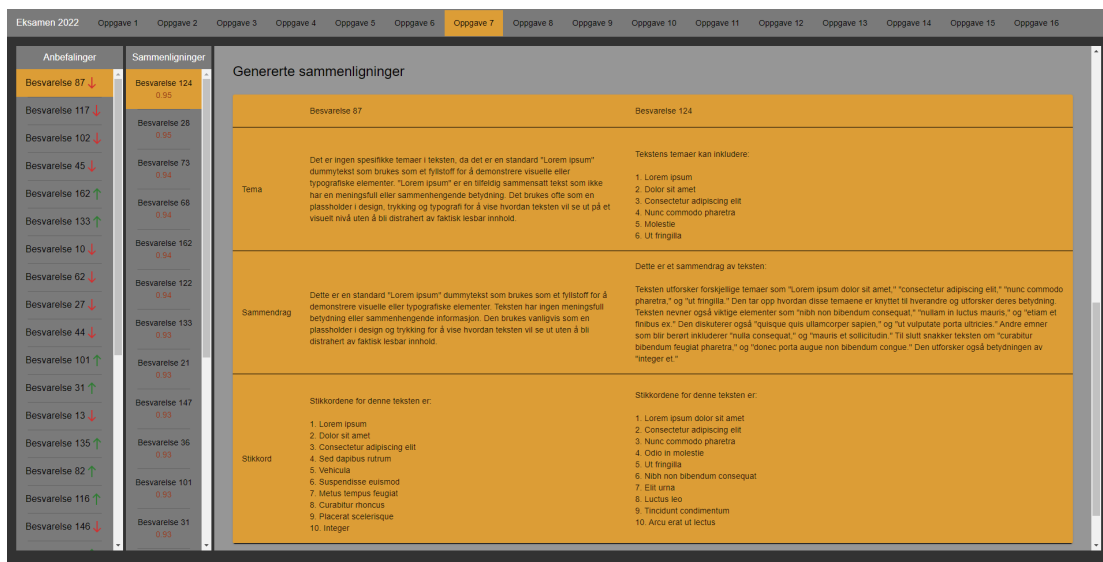 Eksamen 2022 Oppgave 1 Oppgave 2 Oppgave 3 Oppgave 4 Oppgave 5 Oppgave 6 Oppgave 7 Oppgave 8 Oppgave 9 Oppgave 10 Oppgave 11 Oppgave 12 Oppgave 13 Oppgave 14 Oppgave 15 Oppgave 16
Anbefalinger
Besvarelse 87
Besvarelse 117
Besvarelse 102
Besvarelse 45
Besvarelse 162
Besvarelse 133
Besvarelse 10
Besvarelse 62
Besvarelse 27
Besvarelse 44
Besvarelse 101
Besvarelse 31
Besvarelse 13
Besvarelse 135
Besvarelse 82
Besvarelse 116
Besvarelse 146
Sammenligninger
Besvarelse 124
0.95
Besvarelse 28
0.95
Besvarelse 73
0.94
Besvarelse 68
0.94
Besvarelse 162
0.94
Besvarelse 122
0.94
Besvarelse 133
0.93
Besvarelse 21
0.93
Besvarelse 147
0.93
Besvarelse 36
0.93
Besvarelse 101
0.93
Besvarelse 31
0.93
Genererte sammenligninger
Besvarelse 87 Besvarelse 124
Tema
Det er ingen spesifikke temaer i teksten, da det er en standard "Lorem ipsum"
dummytekst som brukes som et fyllstoff for å demonstrere visuelle eller
typografiske elementer. "Lorem ipsum" er en tilfeldig sammensatt tekst som ikke
har en meningsfull eller sammenhengende betydning. Det brukes ofte som en
plassholder i design, trykking og typografi for å vise hvordan teksten vil se ut på et
visuelt nivå uten å bli distrahert av faktisk lesbar innhold.
Tekstens temaer kan inkludere:
1. Lorem ipsum
2. Dolor sit amet
3. Consectetur adipiscing elit
4. Nunc commodo pharetra
5. Molestie
6. Ut fringilla
Sammendrag
Dette er en standard "Lorem ipsum" dummytekst som brukes som et fyllstoff for å
demonstrere visuelle eller typografiske elementer. Teksten har ingen meningsfull
betydning eller sammenhengende informasjon. Den brukes vanligvis som en
plassholder i design og trykking for å vise hvordan teksten vil se ut uten å bli
distrahert av faktisk lesbar innhold.
Dette er et sammendrag av teksten:
Teksten utforsker forskjellige temaer som "Lorem ipsum dolor sit amet," "consectetur adipiscing elit," "nunc commodo
pharetra," og "ut fringilla." Den tar opp hvordan disse temaene er knyttet til hverandre og utforsker deres betydning.
Teksten nevner også viktige elementer som "nibh non bibendum consequat," "nullam in luctus mauris," og "etiam et
finibus ex." Den diskuterer også "quisque quis ullamcorper sapien," og "ut vulputate porta ultricies." Andre emner
som blir berørt inkluderer "nulla consequat," og "mauris et sollicitudin." Til slutt snakker teksten om "curabitur
bibendum feugiat pharetra," og "donec porta augue non bibendum congue." Den utforsker også betydningen av
"integer et."
Stikkord
Stikkordene for denne teksten er:
1. Lorem ipsum
2. Dolor sit amet
3. Consectetur adipiscing elit
4. Sed dapibus rutrum
5. Vehicula
6. Suspendisse euismod
7. Metus tempus feugiat
8. Curabitur rhoncus
9. Placerat scelerisque
10. Integer
Stikkordene for denne teksten er:
1. Lorem ipsum dolor sit amet
2. Consectetur adipiscing elit
3. Nunc commodo pharetra
4. Odio in molestie
5. Ut fringilla
6. Nibh non bibendum consequat
7. Elit urna
8. Luctus leo
9. Tincidunt condimentum
10. Arcu erat ut lectus